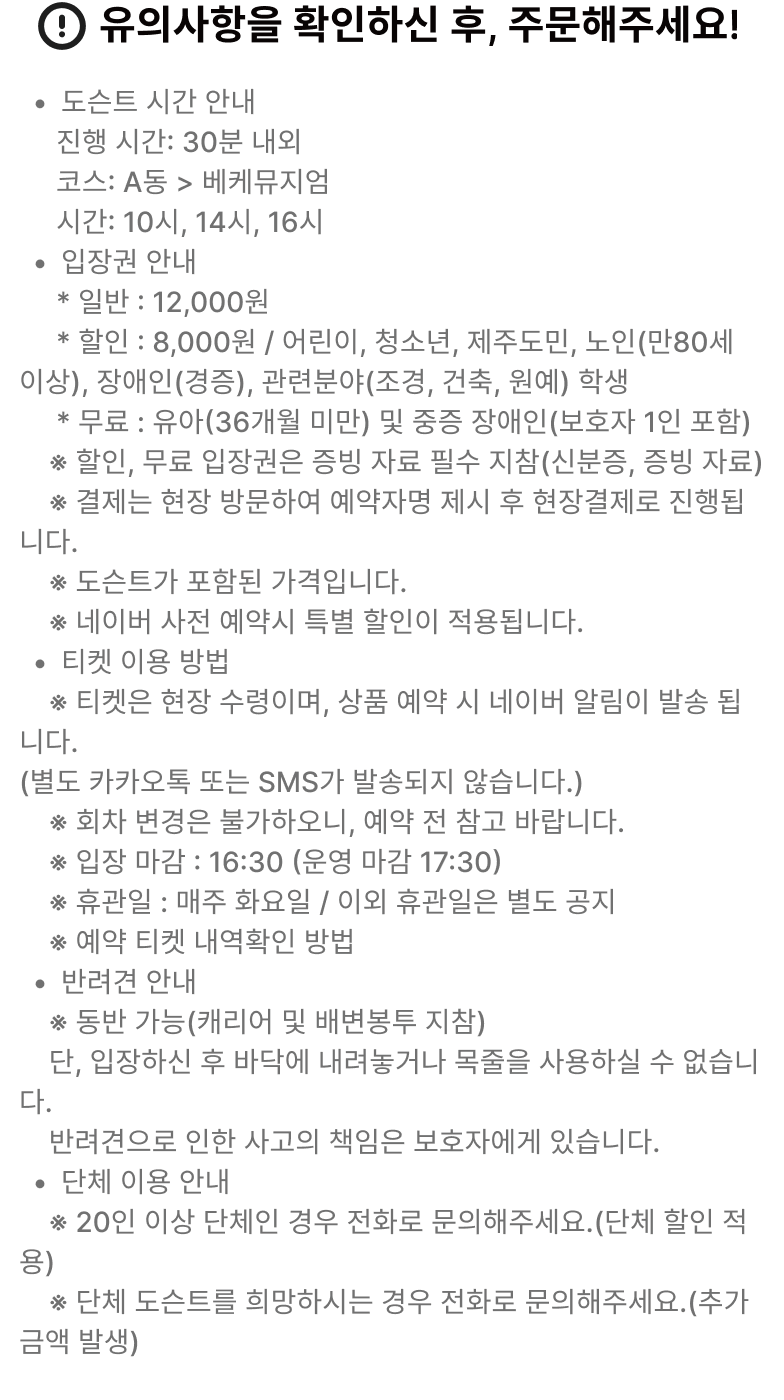 유의사항을 확인하신 후, 주문해주세요!
• 도슨트 시간 안내
진행 시간: 30분 내외
코스: A동 > 베케뮤지엄
시간: 10시, 14시, 16시
• 입장권 안내
* 일반 : 12,000원
* 할인 : 8,000원 / 어린이, 청소년, 제주도민, 노인(만80세
이상), 장애인(경증), 관련분야(조경, 건축, 원예) 학생
* 무료 : 유아(36개월 미만) 및 중증 장애인(보호자 1인 포함)
※ 할인, 무료 입장권은 증빙 자료 필수 지참(신분증, 증빙 자료)
※ 결제는 현장 방문하여 예약자명 제시 후 현장결제로 진행됩
니다.
※ 도슨트가 포함된 가격입니다.
※ 네이버 사전 예약시 특별 할인이 적용됩니다.
• 티켓 이용 방법
※ 티켓은 현장 수령이며, 상품 예약 시 네이버 알림이 발송 됩
니다.
(별도 카카오톡 또는 SMS가 발송되지 않습니다.)
※ 회차 변경은 불가하오니, 예약 전 참고 바랍니다.
※ 입장 마감 : 16:30 (운영 마감 17:30)
※ 휴관일 : 매주 화요일 / 이외 휴관일은 별도 공지
※ 예약 티켓 내역확인 방법
• 반려견 안내
※ 동반 가능(캐리어 및 배변봉투 지참)
단, 입장하신 후 바닥에 내려놓거나 목줄을 사용하실 수 없습니
다.
반려견으로 인한 사고의 책임은 보호자에게 있습니다.
• 단체 이용 안내
※ 20인 이상 단체인 경우 전화로 문의해주세요.(단체 할인 적
용)
※ 단체 도슨트를 희망하시는 경우 전화로 문의해주세요.(추가
금액 발생)